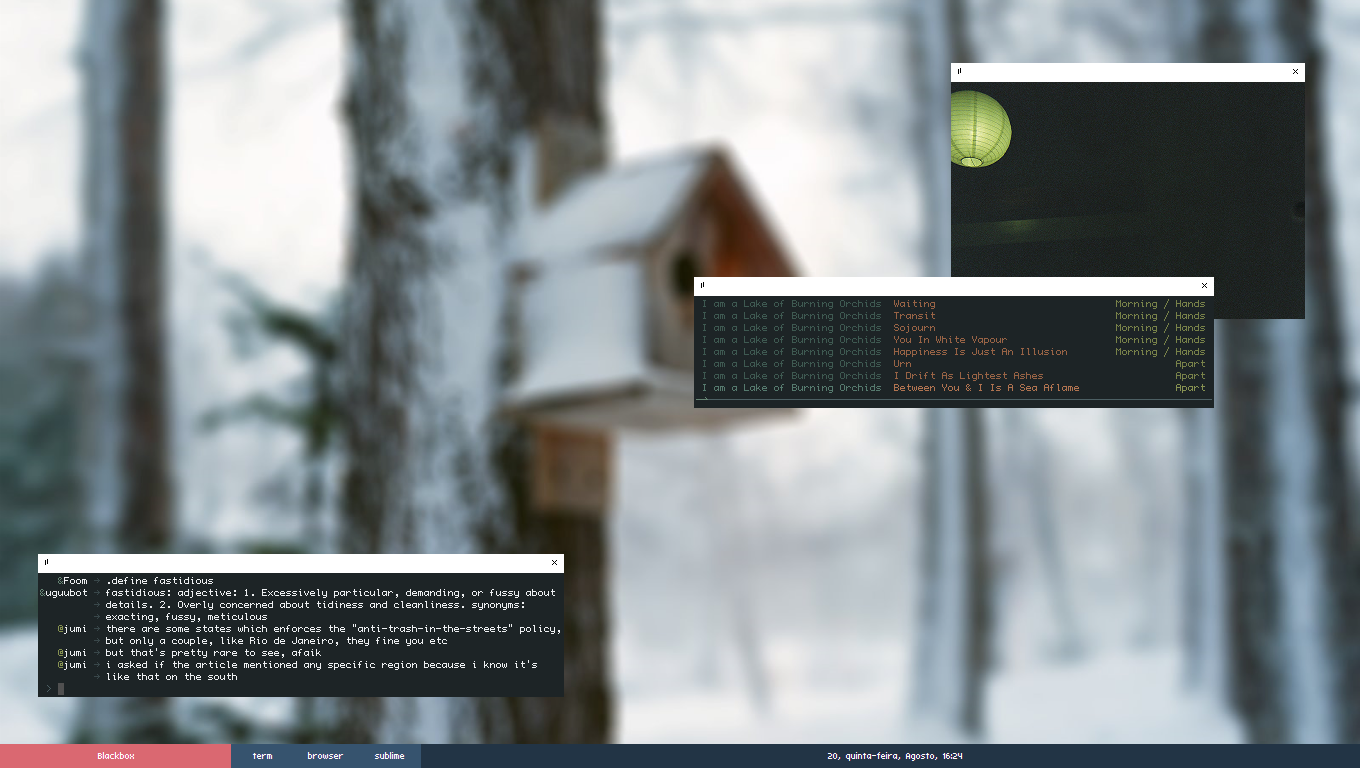 I am a Lake of Burning Orchids Waiting Morning / Hands
I am a Lake of Burning Orchids Transit Morning / Hands
I am a Lake of Burning Orchids Sojourn Morning / Hands
I am a Lake of Burning Orchids You In White Vapour Morning / Hands
I am a Lake of Burning Orchids Happiness Is Just An Illusion Morning / Hands
I am a Lake of Burning Orchids Urn Apart
I am a Lake of Burning Orchids I Drift As Lightest Ashes Apart
I am a Lake of Burning Orchids Between You & I Is A Sea Aflame Apart
&Foom → .define fastidious
&uguubot → fastidious: adjective: 1. Excessively particular, demanding, or fussy about
→ details. 2. Overly concerned about tidiness and cleanliness. synonyms:
→ exacting, fussy, meticulous
@jumi → there are some states which enforces the "anti-trash-in-the-streets" policy,
→ but only a couple, like Rio de Janeiro, they fine you etc
@jumi → but that's pretty rare to see, afaik
@jumi → i asked if the article mentioned any specific region because i know it's
→ like that on the south
>
Blackbox term browser sublime 20, quinta-feira, Agosto, 16:24